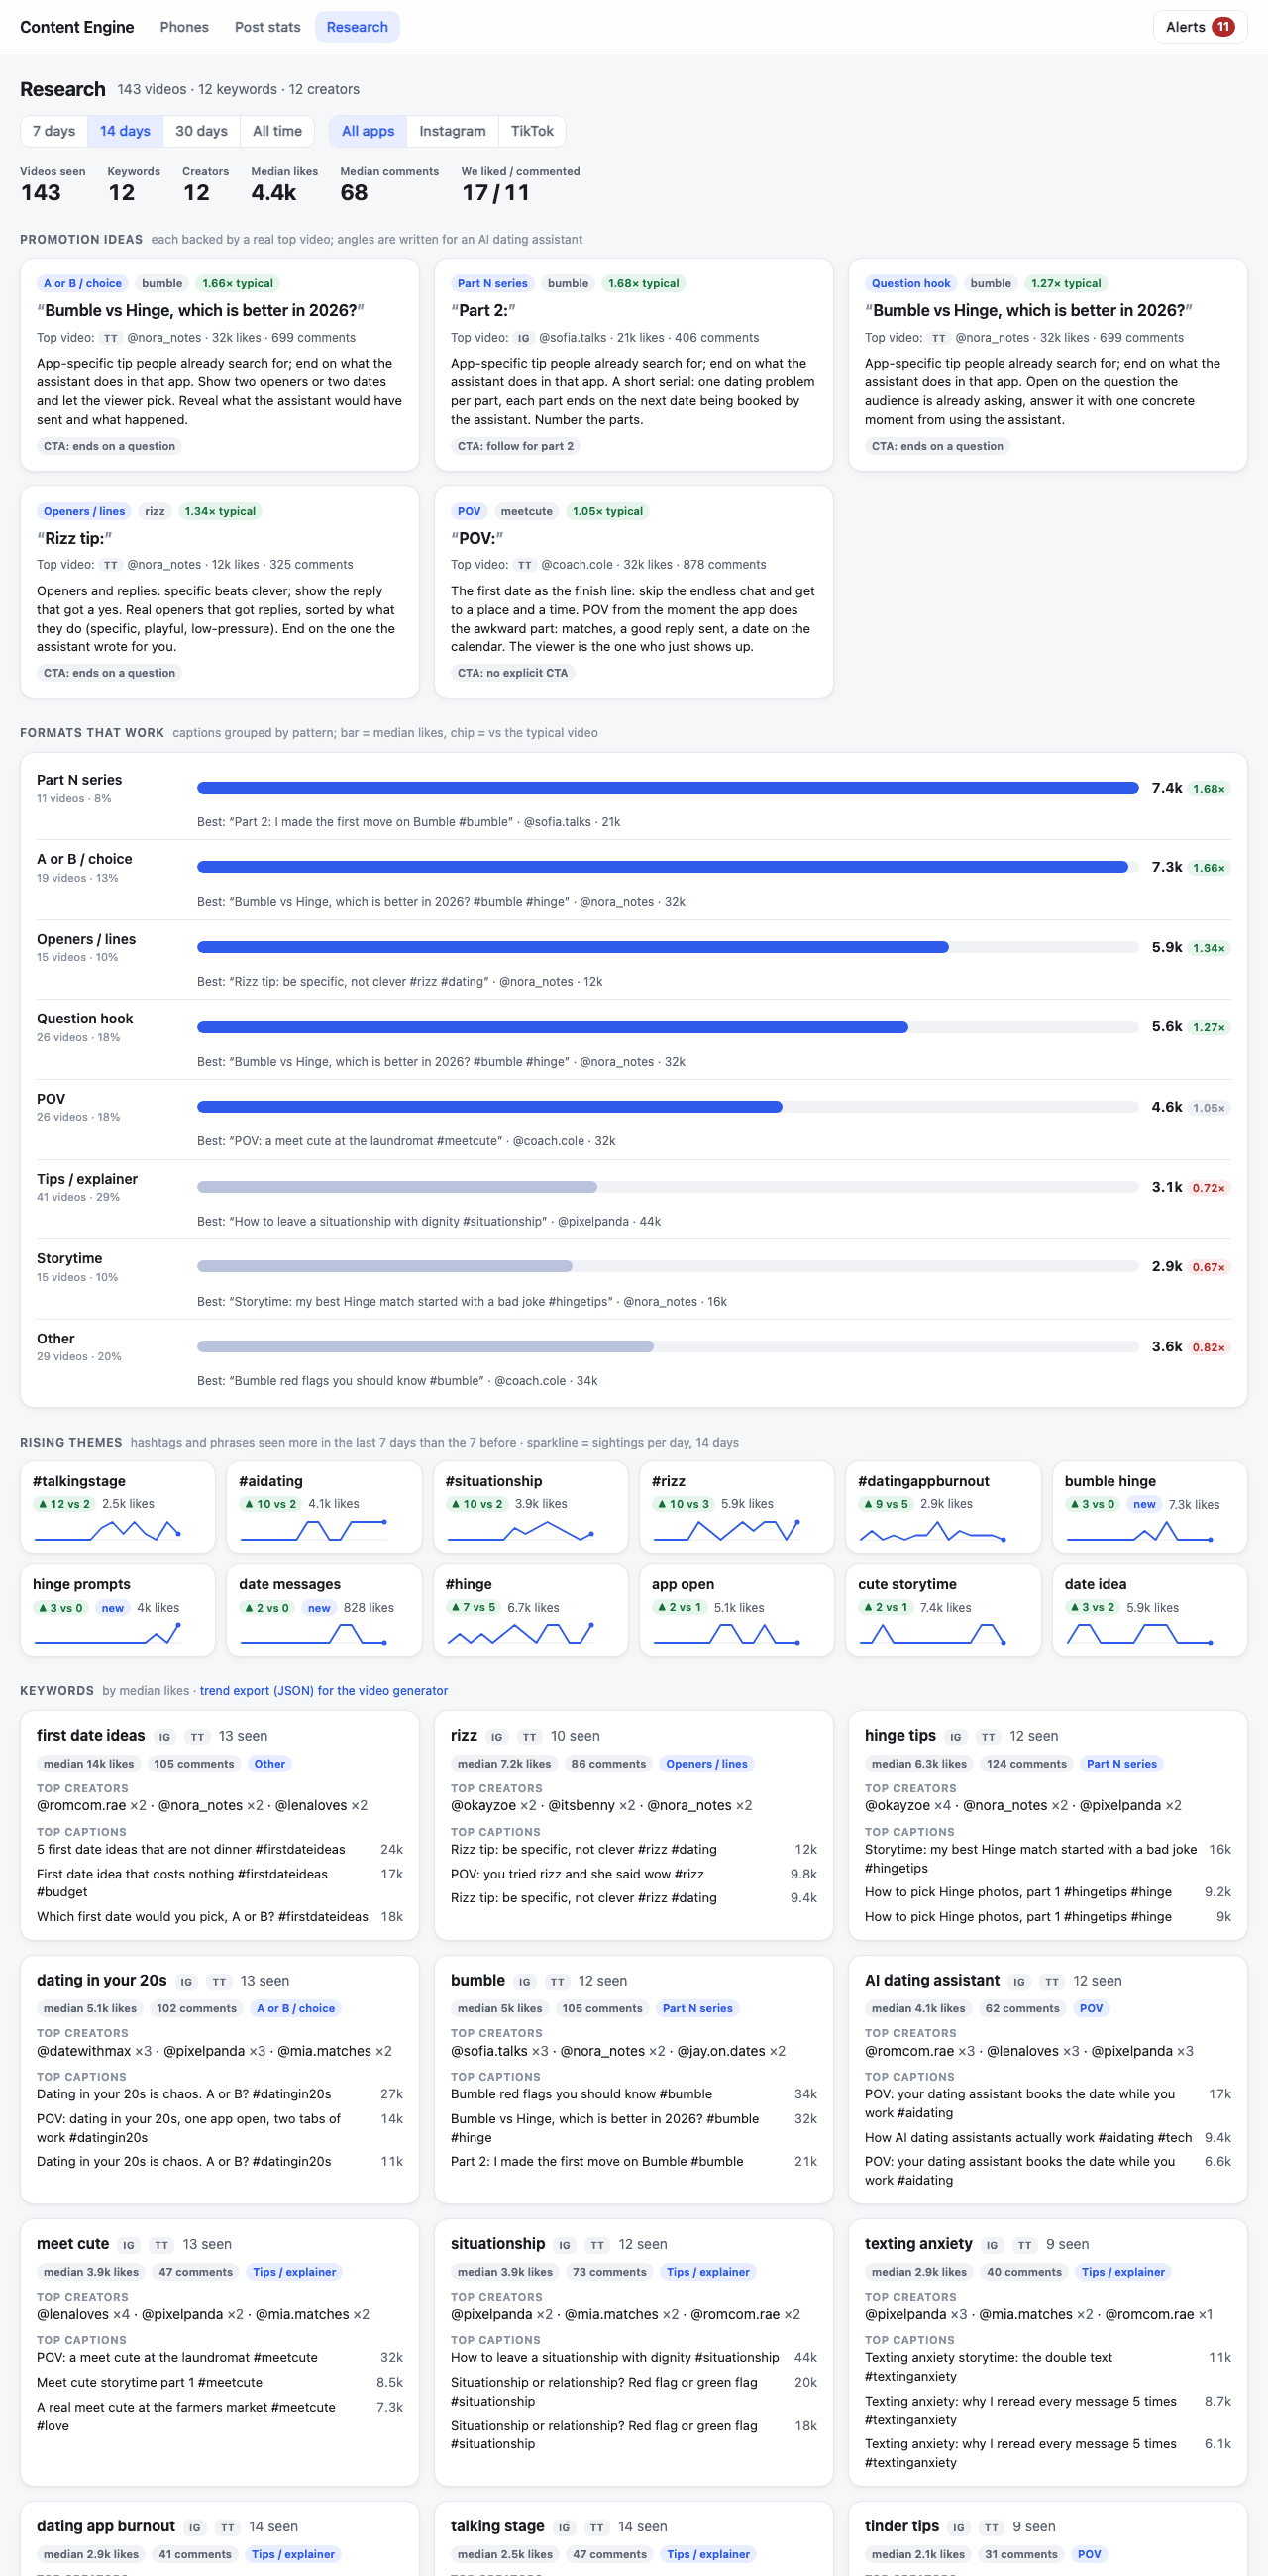 Content Engine Phones Post stats Research Alerts 11
Research 143 videos · 12 keywords · 12 creators
7 days 14 days 30 days All time All apps Instagram TikTok
Videos seen Keywords Creators Median likes Median comments We liked / commented
143 12 12 4.4k 68 17 / 11
PROMOTION IDEAS each backed by a real top video; angles are written for an AI dating assistant
A or B / choice bumble 1.66× typical
“Bumble vs Hinge, which is better in 2026?”
Top video: TT @nora_notes · 32k likes · 699 comments
App-specific tip people already search for; end on what the
assistant does in that app. Show two openers or two dates
and let the viewer pick. Reveal what the assistant would have
sent and what happened.
CTA: ends on a question
Part N series bumble 1.68× typical
“Part 2:”
Top video: IG @sofia.talks · 21k likes · 406 comments
App-specific tip people already search for; end on what the
assistant does in that app. A short serial: one dating problem
per part, each part ends on the next date being booked by
the assistant. Number the parts.
CTA: follow for part 2
Question hook bumble 1.27× typical
“Bumble vs Hinge, which is better in 2026?”
Top video: TT @nora_notes · 32k likes · 699 comments
App-specific tip people already search for; end on what the
assistant does in that app. Open on the question the
audience is already asking, answer it with one concrete
moment from using the assistant.
CTA: ends on a question
Openers / lines rizz 1.34× typical
“Rizz tip:”
Top video: TT @nora_notes · 12k likes · 325 comments
Openers and replies: specific beats clever; show the reply
that got a yes. Real openers that got replies, sorted by what
they do (specific, playful, low-pressure). End on the one the
assistant wrote for you.
CTA: ends on a question
POV meetcute 1.05× typical
“POV:”
Top video: TT @coach.cole · 32k likes · 878 comments
The first date as the finish line: skip the endless chat and get
to a place and a time. POV from the moment the app does
the awkward part: matches, a good reply sent, a date on the
calendar. The viewer is the one who just shows up.
CTA: no explicit CTA
FORMATS THAT WORK captions grouped by pattern; bar = median likes, chip = vs the typical video
Part N series
11 videos · 8%
7.4k 1.68×
Best: “Part 2: I made the first move on Bumble #bumble” · @sofia.talks · 21k
A or B / choice
19 videos · 13%
7.3k 1.66×
Best: “Bumble vs Hinge, which is better in 2026? #bumble #hinge” · @nora_notes · 32k
Openers / lines
15 videos · 10%
5.9k 1.34×
Best: “Rizz tip: be specific, not clever #rizz #dating” · @nora_notes · 12k
Question hook
26 videos · 18%
5.6k 1.27×
Best: “Bumble vs Hinge, which is better in 2026? #bumble #hinge” · @nora_notes · 32k
POV
26 videos · 18%
4.6k 1.05×
Best: “POV: a meet cute at the laundromat #meetcute” · @coach.cole · 32k
Tips / explainer
41 videos · 29%
3.1k 0.72×
Best: “How to leave a situationship with dignity #situationship” · @pixelpanda · 44k
Storytime
15 videos · 10%
2.9k 0.67×
Best: “Storytime: my best Hinge match started with a bad joke #hingetips” · @nora_notes · 16k
Other
29 videos · 20%
3.6k 0.82×
Best: “Bumble red flags you should know #bumble” · @coach.cole · 34k
RISING THEMES hashtags and phrases seen more in the last 7 days than the 7 before · sparkline = sightings per day, 14 days
#talkingstage
▲ 12 vs 2 2.5k likes
#aidating
▲ 10 vs 2 4.1k likes
#situationship
▲ 10 vs 2 3.9k likes
#rizz
▲ 10 vs 3 5.9k likes
#datingappburnout
▲ 9 vs 5 2.9k likes
bumble hinge
▲ 3 vs 0 new 7.3k likes
hinge prompts
▲ 3 vs 0 new 4k likes
date messages
▲ 2 vs 0 new 828 likes
#hinge
▲ 7 vs 5 6.7k likes
app open
▲ 2 vs 1 5.1k likes
cute storytime
▲ 2 vs 1 7.4k likes
date idea
▲ 3 vs 2 5.9k likes
KEYWORDS by median likes · trend export (JSON) for the video generator
first date ideas IG TT 13 seen
median 14k likes 105 comments Other
TOP CREATORS
@romcom.rae ×2 · @nora_notes ×2 · @lenaloves ×2
TOP CAPTIONS
5 first date ideas that are not dinner #firstdateideas 24k
First date idea that costs nothing #firstdateideas 17k
#budget
Which first date would you pick, A or B? #firstdateideas 18k
rizz IG TT 10 seen
median 7.2k likes 86 comments Openers / lines
TOP CREATORS
@okayzoe ×2 · @itsbenny ×2 · @nora_notes ×2
TOP CAPTIONS
Rizz tip: be specific, not clever #rizz #dating 12k
POV: you tried rizz and she said wow #rizz 9.8k
Rizz tip: be specific, not clever #rizz #dating 9.4k
hinge tips IG TT 12 seen
median 6.3k likes 124 comments Part N series
TOP CREATORS
@okayzoe ×4 · @nora_notes ×2 · @pixelpanda ×2
TOP CAPTIONS
Storytime: my best Hinge match started with a bad joke 16k
#hingetips
How to pick Hinge photos, part 1 #hingetips #hinge 9.2k
How to pick Hinge photos, part 1 #hingetips #hinge 9k
dating in your 20s IG TT 13 seen
median 5.1k likes 102 comments A or B / choice
TOP CREATORS
@datewithmax ×3 · @pixelpanda ×3 · @mia.matches ×2
TOP CAPTIONS
Dating in your 20s is chaos. A or B? #datingin20s 27k
POV: dating in your 20s, one app open, two tabs of 14k
work #datingin20s
Dating in your 20s is chaos. A or B? #datingin20s 11k
bumble IG TT 12 seen
median 5k likes 105 comments Part N series
TOP CREATORS
@sofia.talks ×3 · @nora_notes ×2 · @jay.on.dates ×2
TOP CAPTIONS
Bumble red flags you should know #bumble 34k
Bumble vs Hinge, which is better in 2026? #bumble 32k
#hinge
Part 2: I made the first move on Bumble #bumble 21k
AI dating assistant IG TT 12 seen
median 4.1k likes 62 comments POV
TOP CREATORS
@romcom.rae ×3 · @lenaloves ×3 · @pixelpanda ×3
TOP CAPTIONS
POV: your dating assistant books the date while you 17k
work #aidating
How AI dating assistants actually work #aidating #tech 9.4k
POV: your dating assistant books the date while you 6.6k
work #aidating
meet cute IG TT 13 seen
median 3.9k likes 47 comments Tips / explainer
TOP CREATORS
@lenaloves ×4 · @pixelpanda ×2 · @mia.matches ×2
TOP CAPTIONS
POV: a meet cute at the laundromat #meetcute 32k
Meet cute storytime part 1 #meetcute 8.5k
A real meet cute at the farmers market #meetcute 7.3k
#love
situationship IG TT 12 seen
median 3.9k likes 73 comments Tips / explainer
TOP CREATORS
@pixelpanda ×2 · @mia.matches ×2 · @romcom.rae ×2
TOP CAPTIONS
How to leave a situationship with dignity #situationship 44k
Situationship or relationship? Red flag or green flag 20k
#situationship
Situationship or relationship? Red flag or green flag 18k
#situationship
texting anxiety IG TT 9 seen
median 2.9k likes 40 comments Tips / explainer
TOP CREATORS
@pixelpanda ×3 · @mia.matches ×2 · @romcom.rae ×1
TOP CAPTIONS
Texting anxiety storytime: the double text 11k
#textinganxiety
Texting anxiety: why I reread every message 5 times 8.7k
#textinganxiety
Texting anxiety: why I reread every message 5 times 6.1k
#textinganxiety
dating app burnout IG TT 14 seen
median 2.9k likes 41 comments Tips / explainer
talking stage IG TT 14 seen
median 2.5k likes 47 comments Tips / explainer
tinder tips IG TT 9 seen
median 2.1k likes 31 comments POV